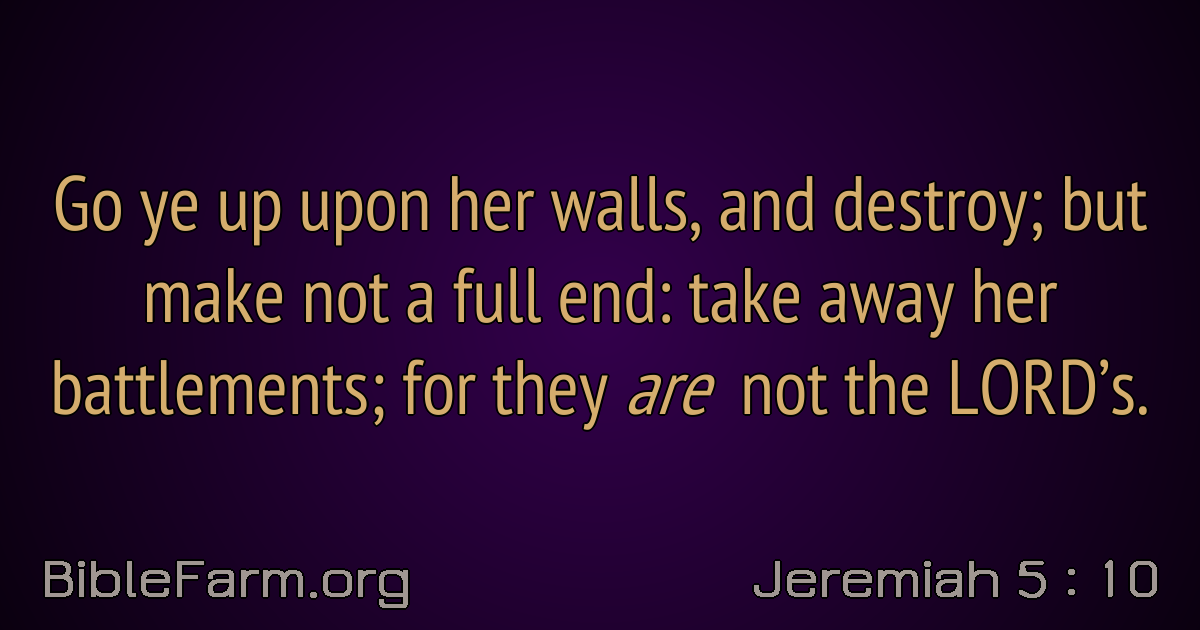 Go ye up upon her walls, and destroy; but
make not a full end: take away her
battlements; for they are not the LORD’s.
BibleFarm.org
Jeremiah 5 : 10